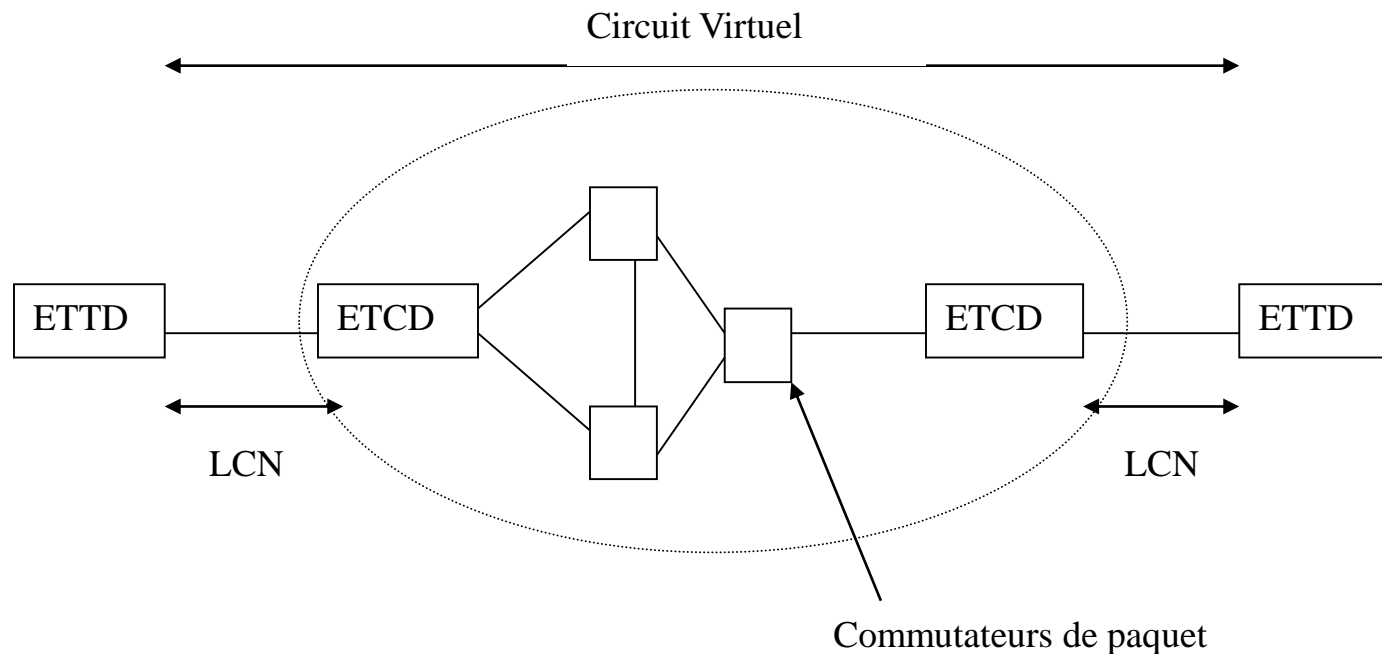 Circuit Virtuel
ETTD
ETCD
ETCD
ETTD
LCN
LCN
Commutateurs de paquet